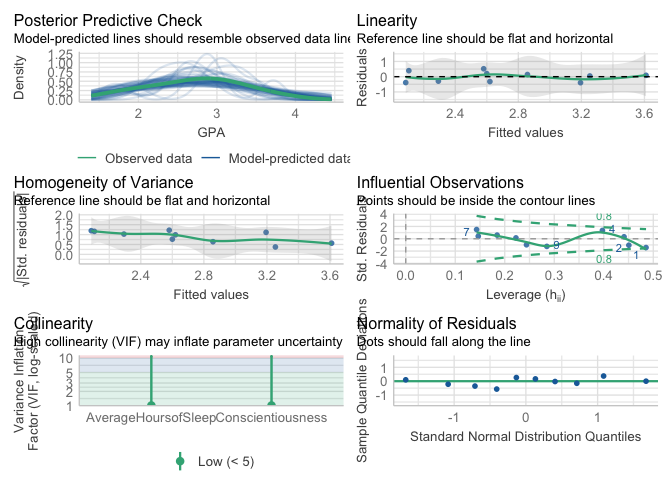 Posterior Predictive Check
Model-predicted lines should resemble observed data line
Density
1.25
1.00
0.75
0.50
0.25
0.00
2 3 4
GPA
Observed data Model-predicted data
Linearity
Reference line should be flat and horizontal
Residuals
1
0
-1
2.4 2.8 3.2 3.6
Fitted values
Homogeneity of Variance
Reference line should be flat and horizontal
√|Std. residuals|
2.0
1.5
1.0
0.5
0.0
2.4 2.8 3.2 3.6
Fitted values
Influential Observations
Points should be inside the contour lines
Std. Residuals
4
2
0
-2
-4
0.8
7
9
4
2
1
0.8
0.0 0.1 0.2 0.3 0.4 0.5
Leverage (hii)
Collinearity
High collinearity (VIF) may inflate parameter uncertainty
Variance Inflation
Factor (VIF, log-scaled)
10
5
3
2
1
AverageHoursofSleep Conscientiousness
Low (< 5)
Normality of Residuals
Dots should fall along the line
Sample Quantile Deviations
1
0
-1
-1 0 1
Standard Normal Distribution Quantiles